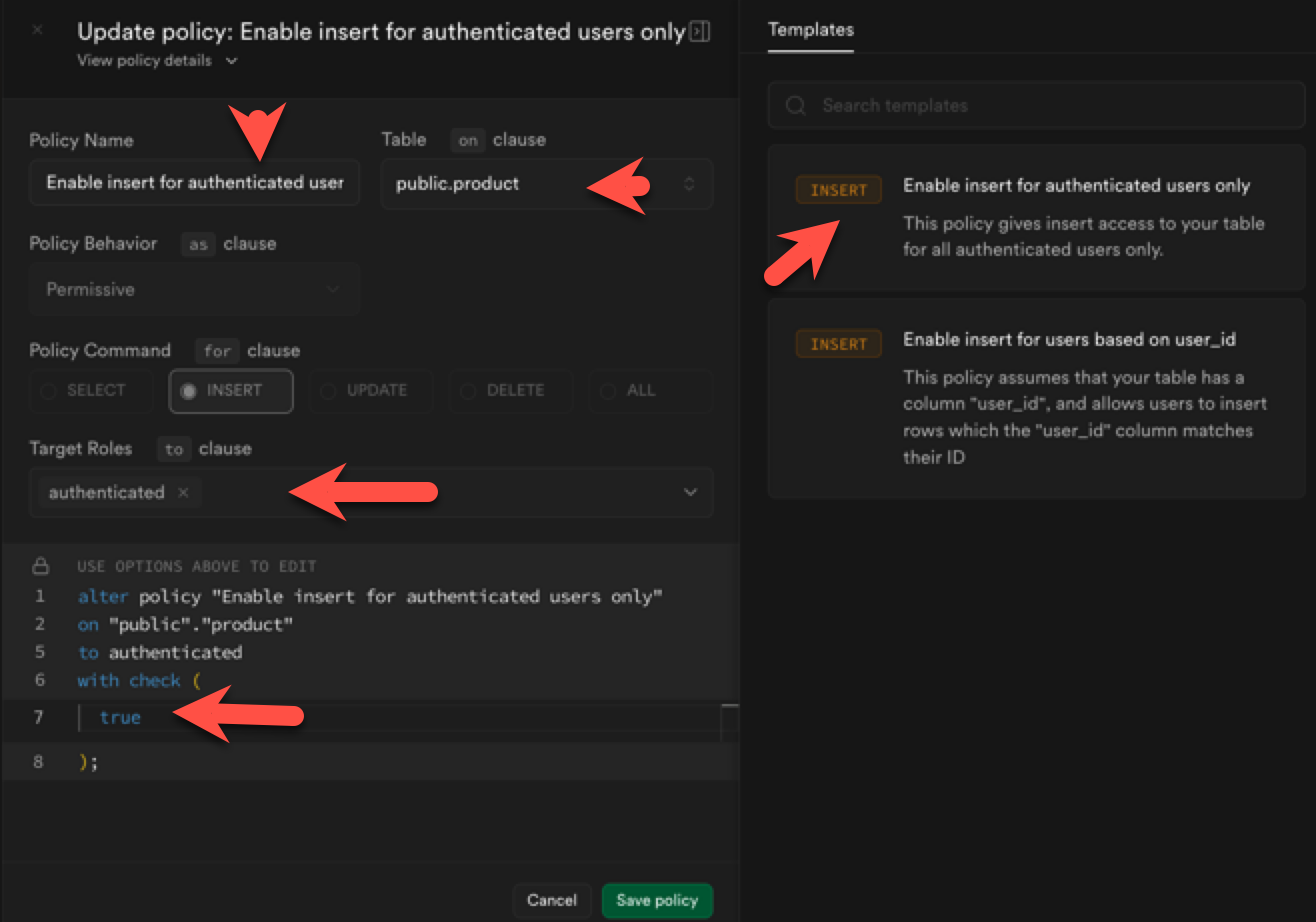 Update policy: Enable insert for authenticated users only
View policy details
Policy Name
Table on clause
Enable insert for authenticated user
public.product
Policy Behavior as clause
Permissive
Policy Command for clause
SELECT INSERT UPDATE DELETE ALL
Target Roles to clause
authenticated ×
USE OPTIONS ABOVE TO EDIT
1 alter policy "Enable insert for authenticated users only"
2 on "public"."product"
5 to authenticated
6 with check (
7 true
8 );
Cancel Save policy
Templates
Search templates
INSERT Enable insert for authenticated users only
This policy gives insert access to your table
for all authenticated users only.
INSERT Enable insert for users based on user_id
This policy assumes that your table has a
column "user_id", and allows users to insert
rows which the "user_id" column matches
their ID